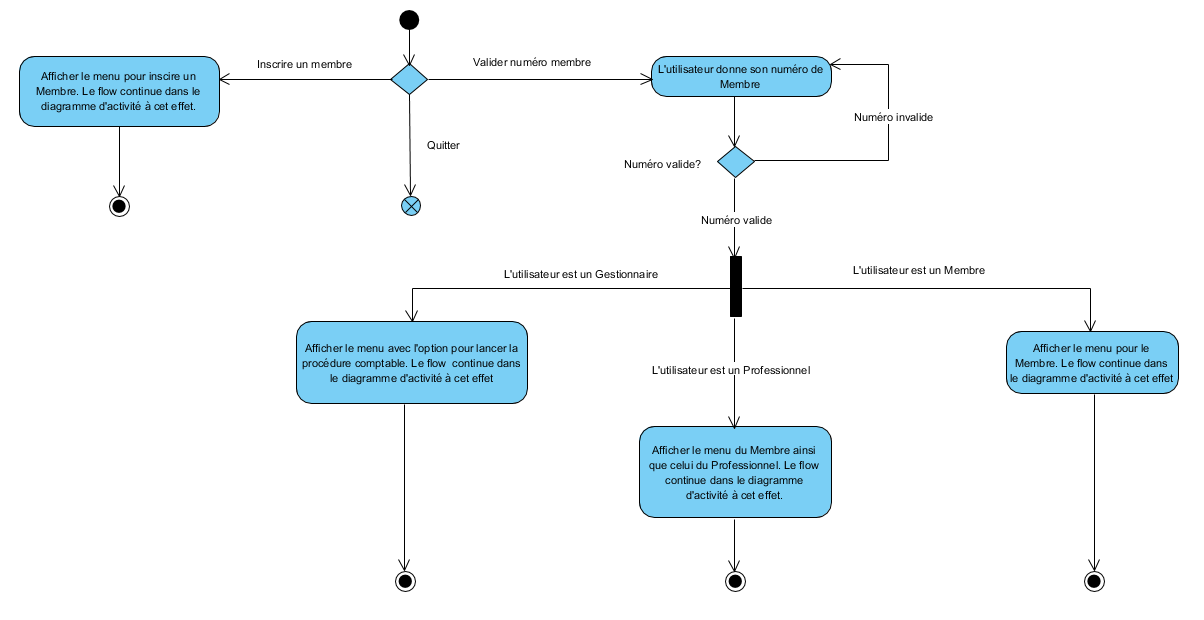 Inscrire un membre
Valider numéro membre
Afficher le menu pour inscire un
Membre. Le flow continue dans le
diagramme d'activité à cet effet.
L'utilisateur donne son numéro de
Membre
Numéro invalide
Quitter
Numéro valide?
Numéro valide
L'utilisateur est un Gestionnaire
L'utilisateur est un Membre
Afficher le menu avec l'option pour lancer la
procédure comptable. Le flow continue dans
le diagramme d'activité à cet effet
L'utilisateur est un Professionnel
Afficher le menu pour le
Membre. Le flow continue dans
le diagramme d'activité à cet effet
Afficher le menu du Membre ainsi
que celui du Professionnel. Le flow
continue dans le diagramme
d'activité à cet effet.